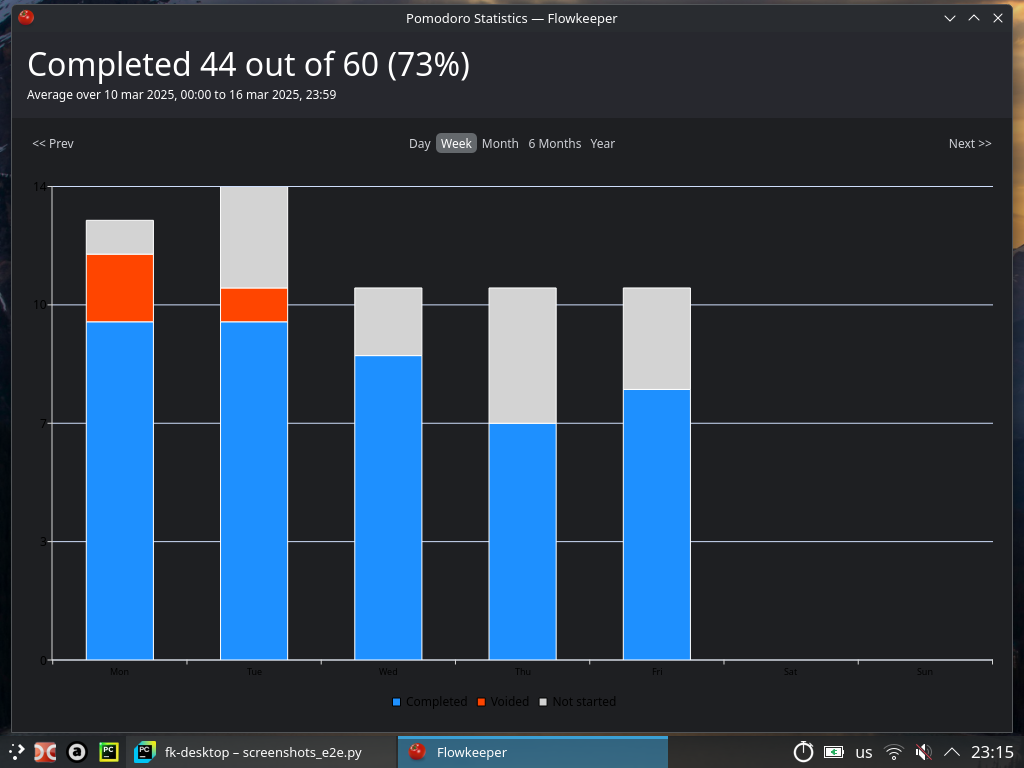 Pomodoro Statistics — Flowkeeper
Completed 44 out of 60 (73%)
Average over 10 mar 2025, 00:00 to 16 mar 2025, 23:59
<< Prev Day Week Month 6 Months Year Next >>
14
10
7
3
0
Mon Tue Wed Thu Fri Sat Sun
Completed Voided Not started
PC PC fk-desktop – screenshots_e2e.py Flowkeeper us 23:15